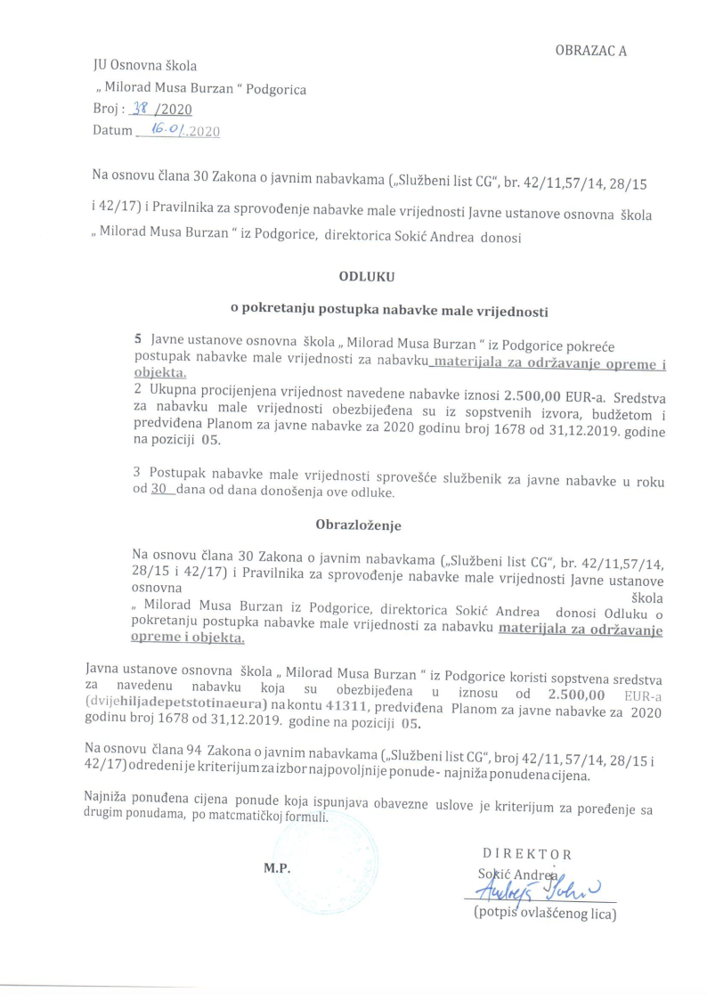 OBRAZAC A
JU Osnovna škola
„ Milorad Musa Burzan “ Podgorica
Broj : 38 /2020
Datum 16.01.2020
Na osnovu člana 30 Zakona o javnim nabavkama („Službeni list CG“, br. 42/11,57/14, 28/15
i 42/17) i Pravilnika za sprovođenje nabavke male vrijednosti Javne ustanove osnovna škola
„ Milorad Musa Burzan “ iz Podgorice, direktorica Sokić Andrea donosi
ODLUKU
o pokretanju postupka nabavke male vrijednosti
5 Javne ustanove osnovna škola „ Milorad Musa Burzan “ iz Podgorice pokreće
postupak nabavke male vrijednosti za nabavku materijala za održavanje opreme i
objekta.
2 Ukupna procijenjena vrijednost navedene nabavke iznosi 2.500,00 EUR-a. Sredstva
za nabavku male vrijednosti obezbijeđena su iz sopstvenih izvora, budžetom i
predviđena Planom za javne nabavke za 2020 godinu broj 1678 od 31,12.2019. godine
na poziciji 05.
3 Postupak nabavke male vrijednosti sprovešće službenik za javne nabavke u roku
od 30 dana od dana donošenja ove odluke.
Obrazloženje
Na osnovu člana 30 Zakona o javnim nabavkama („Službeni list CG“, br. 42/11,57/14,
28/15 i 42/17) i Pravilnika za sprovođenje nabavke male vrijednosti Javne ustanove
osnovna škola
„ Milorad Musa Burzan iz Podgorice, direktorica Sokić Andrea donosi Odluku o
pokretanju postupka nabavke male vrijednosti za nabavku materijala za održavanje
opreme i objekta.
Javna ustanove osnovna škola „ Milorad Musa Burzan “ iz Podgorice koristi sopstvena sredstva
za navedenu nabavku koja su obezbijeđena u iznosu od 2.500,00 EUR-a
(dvijehiljadepetstotinaeura) na kontu 41311, predviđena Planom za javne nabavke za 2020
godinu broj 1678 od 31,12.2019. godine na poziciji 05.
Na osnovu člana 94 Zakona o javnim nabavkama („Službeni list CG“, broj 42/11, 57/14, 28/15 i
42/17) određeni je kriterijum za izbor najpovoljnije ponude - najniža ponuđena cijena.
Najniža ponuđena cijena ponude koja ispunjava obavezne uslove je kriterijum za poređenje sa
drugim ponudama, po matcmatičkoj formuli.
M.P.
DIREKTOR
Sokić Andrea
(potpis ovlašćenog lica)